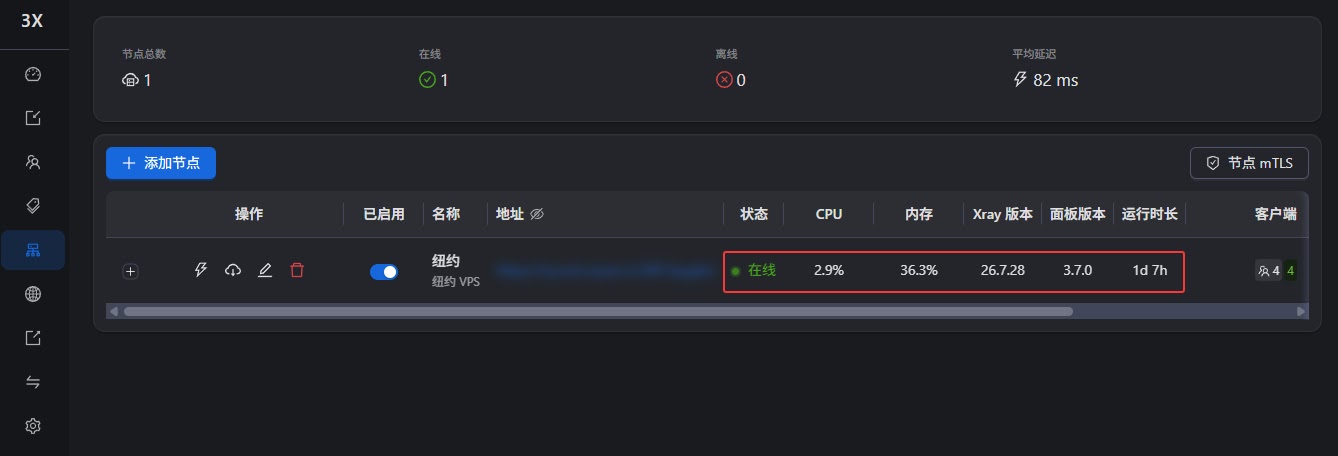 3X
节点总数 在线 离线 平均延迟
1 1 0 82 ms
添加节点 节点 mTLS
操作 已启用 名称 地址 状态 CPU 内存 Xray 版本 面板版本 运行时长 客户端
纽约 在线 2.9% 36.3% 26.7.28 3.7.0 1d 7h 4 4
纽约 VPS